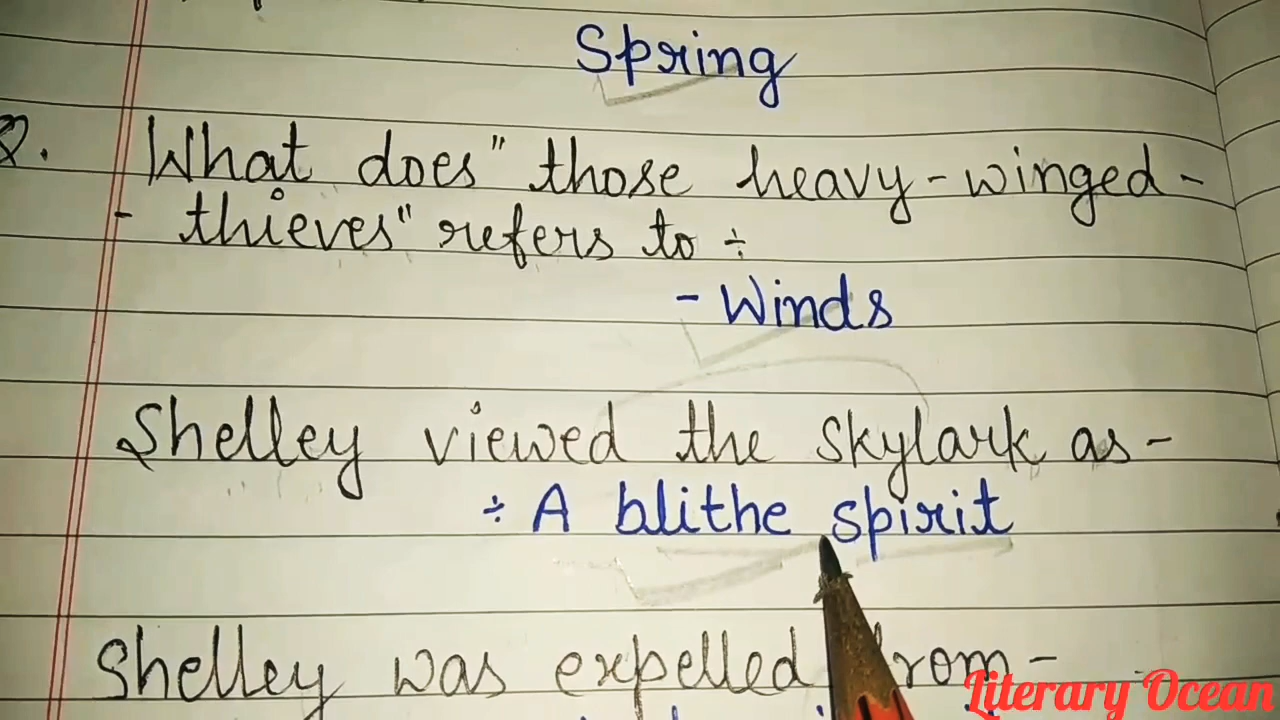 Spring
Q. What does "those heavy-winged-
- thieves" refers to ÷
- Winds
Shelley viewed the skylark as -
÷ A blithe spirit
Shelley was expelled from-
Literary Ocean